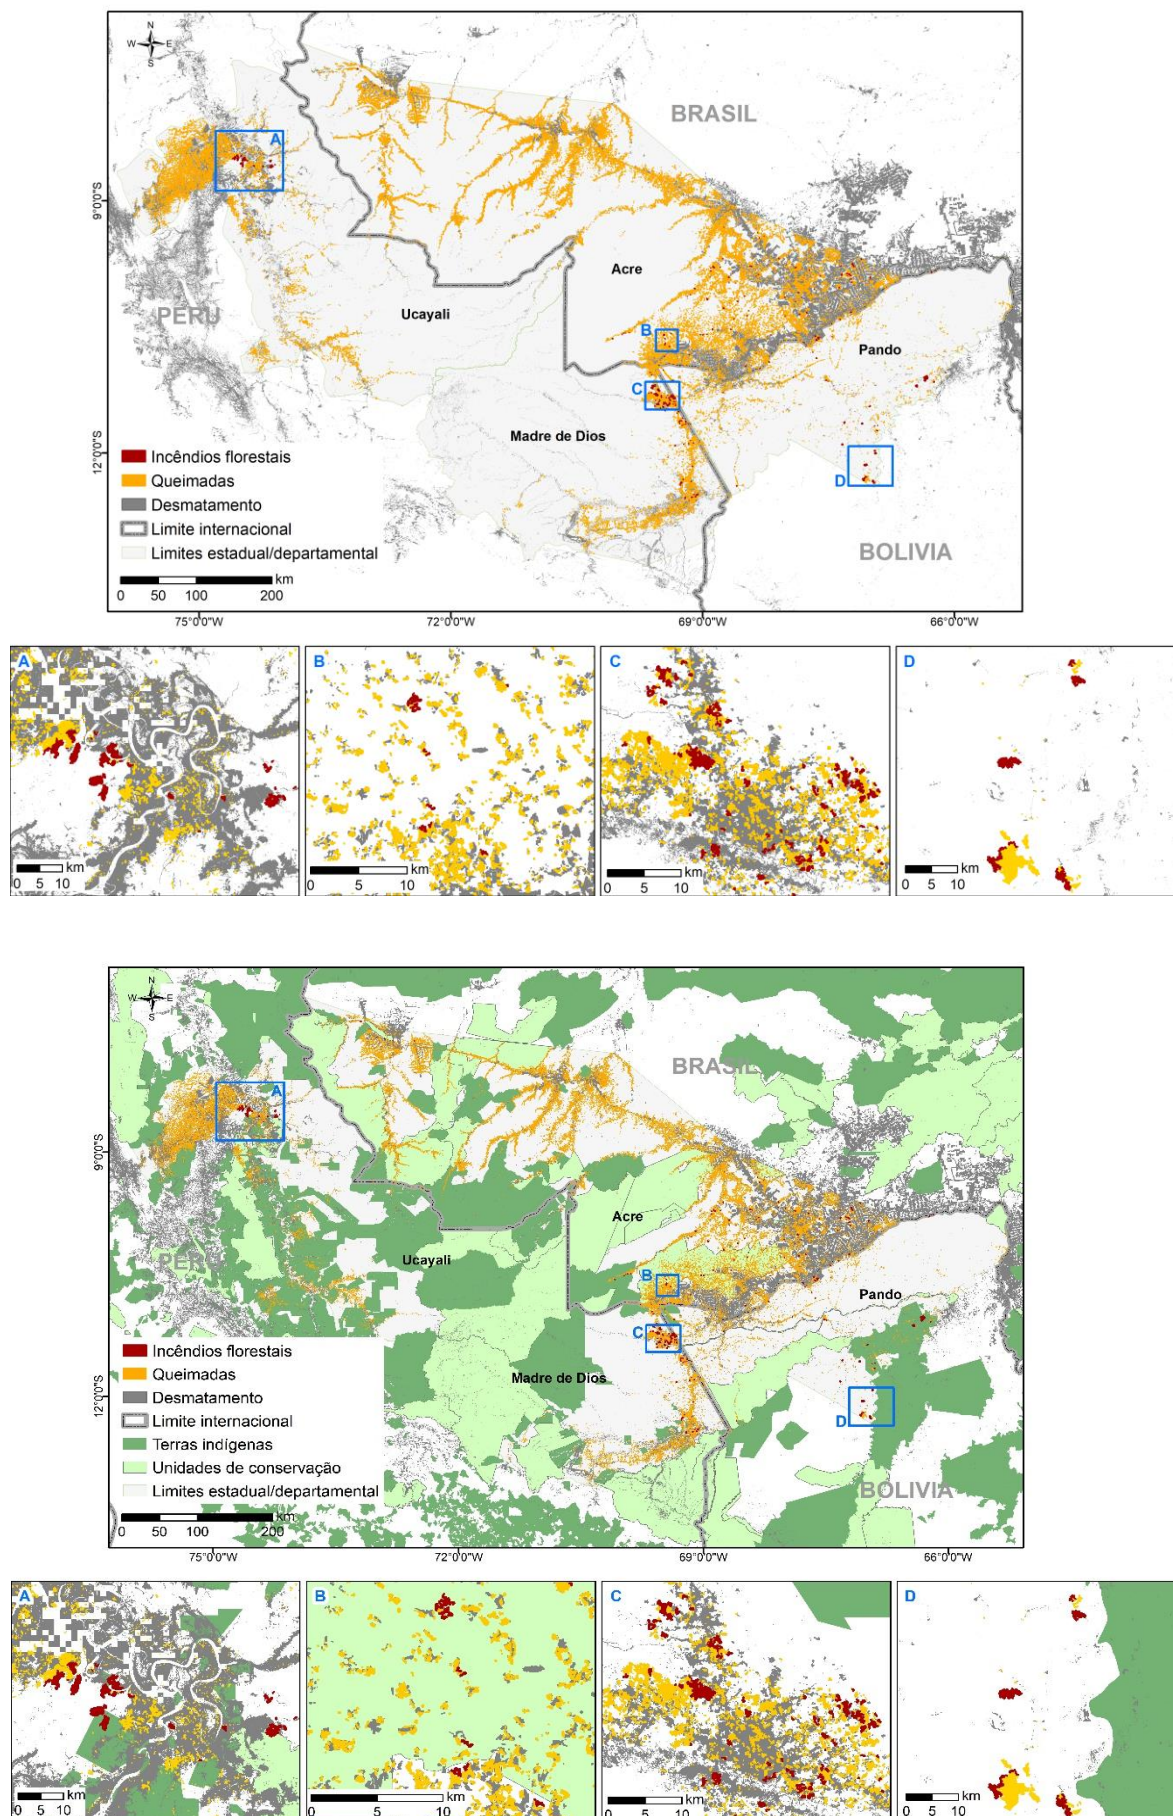 N
W E
S
BRASIL
A
9°0'0"S
Acre
PERU
Ucayali
B
Pando
C
Madre de Dios
12°0'0"S
D
BOLIVIA
Incêndios florestais
Queimadas
Desmatamento
Limite internacional
Limites estadual/departamental
km
0 50 100 200
75°0'0"W 72°0'0"W 69°0'0"W 66°0'0"W
A B C D
km km km km
0 5 10 0 5 10 0 5 10 0 5 10
N
W E
S
BRASIL
A
9°0'0"S
Acre
PERU
Ucayali
B
Pando
C
Madre de Dios
12°0'0"S
D
BOLIVIA
Incêndios florestais
Queimadas
Desmatamento
Limite internacional
Terras indígenas
Unidades de conservação
Limites estadual/departamental
km
0 50 100 200
75°0'0"W 72°0'0"W 69°0'0"W 66°0'0"W
A B C D
km km km km
0 5 10 0 5 10 0 5 10 0 5 10